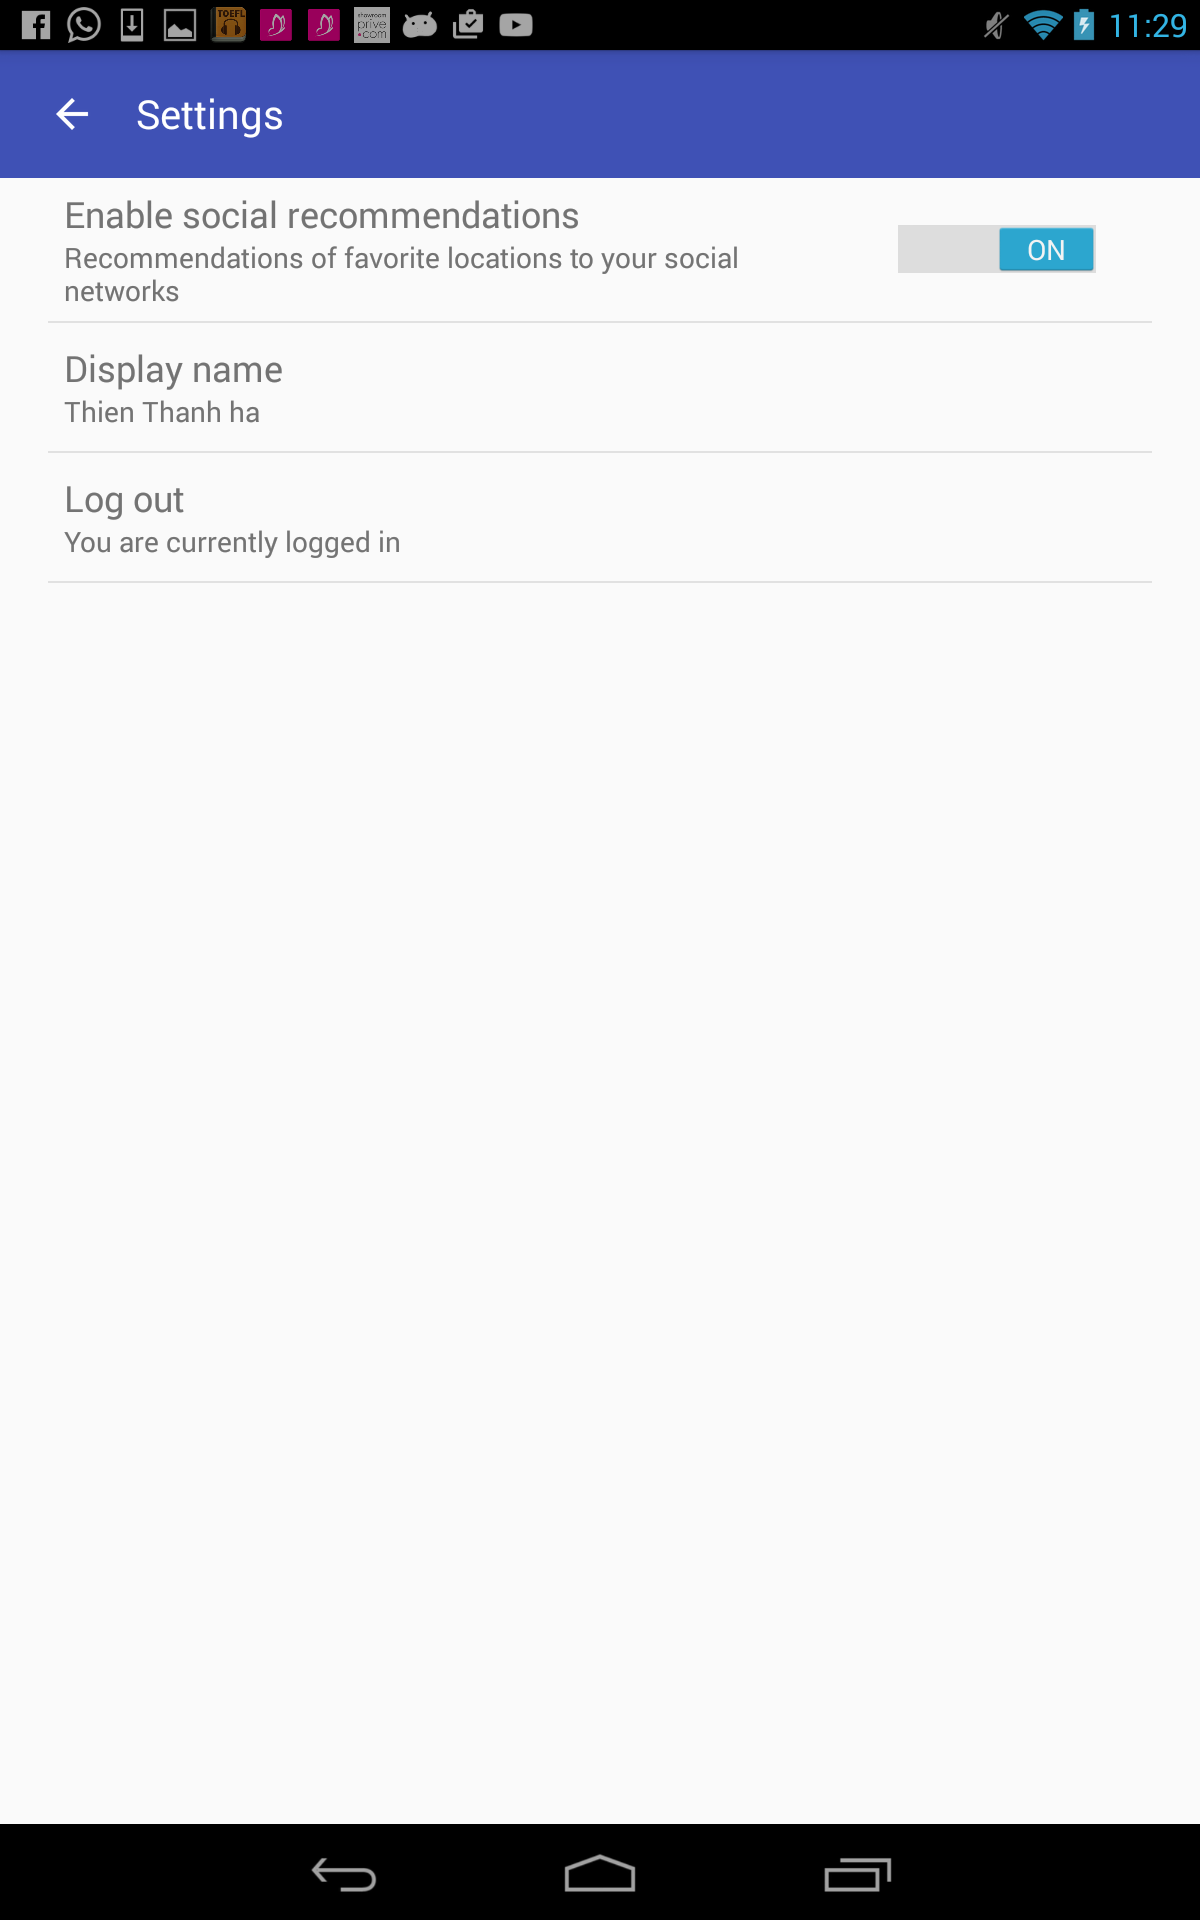 TOEFL
showroom
prive
.com
11:29
Settings
Enable social recommendations
Recommendations of favorite locations to your social
networks
ON
Display name
Thien Thanh ha
Log out
You are currently logged in